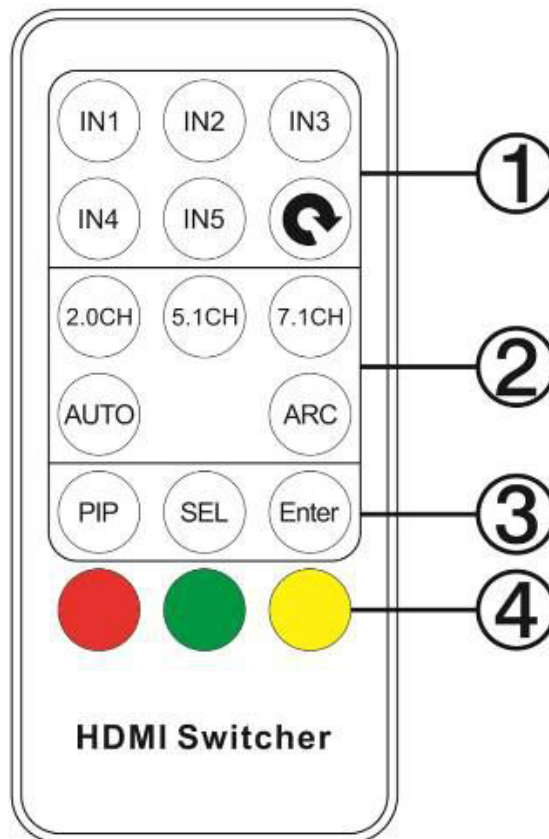 IN1 IN2 IN3
①
IN4 IN5
2.0CH 5.1CH 7.1CH
②
AUTO ARC
PIP SEL Enter
③
④
HDMI Switcher